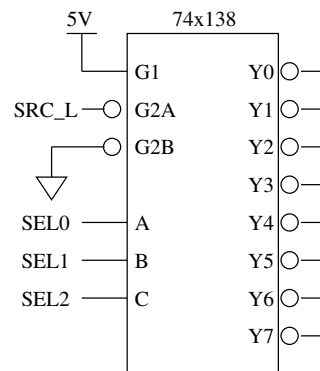 5V 74x138
G1 Y0
SRC_L G2A Y1
G2B Y2
Y3
SEL0 A Y4
SEL1 B Y5
SEL2 C Y6
Y7